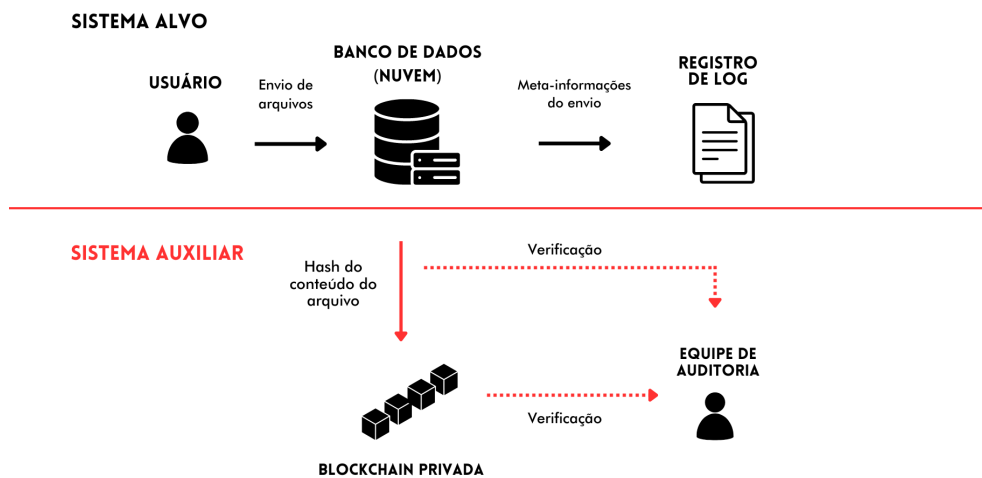 SISTEMA ALVO
USUÁRIO
Envio de
arquivos
BANCO DE DADOS
(NUVEM)
Meta-informações
do envio
REGISTRO
DE LOG
SISTEMA AUXILIAR
Hash do
conteúdo do
arquivo
Verificação
EQUIPE DE
AUDITORIA
Verificação
BLOCKCHAIN PRIVADA